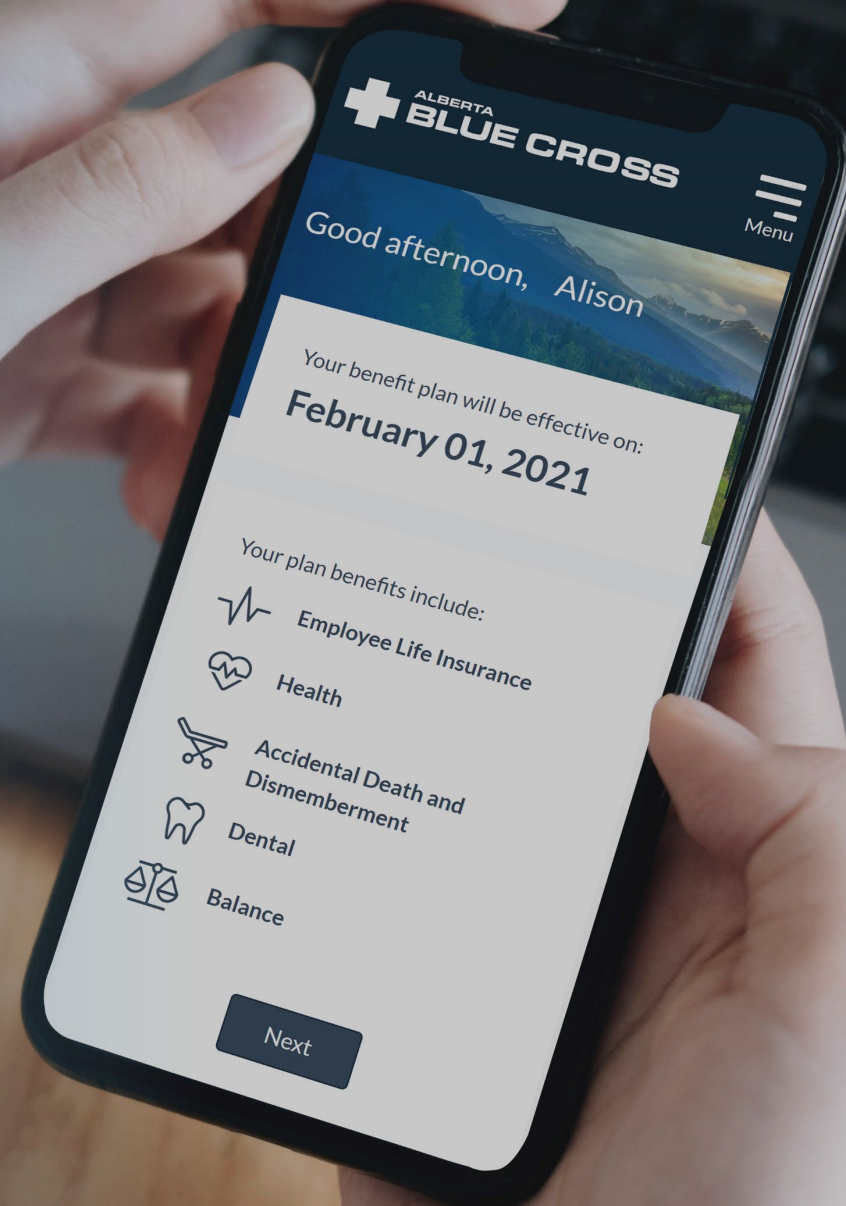 ALBERTA
BLUE CROSS
Menu
Good afternoon, Alison
Your benefit plan will be effective on:
February 01, 2021
Your plan benefits include:
Employee Life Insurance
Health
Accidental Death and
Dismemberment
Dental
Balance
Next